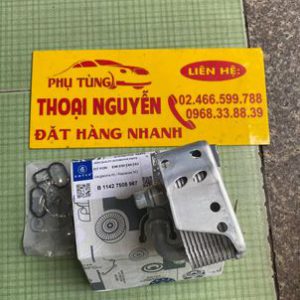 PHỤ TÙNG
THOẠI NGUYỄN
LIÊN HỆ:
02.466.599.788
0968.33.88.39
ĐẶT HÀNG NHANH
B 1142 7508 967